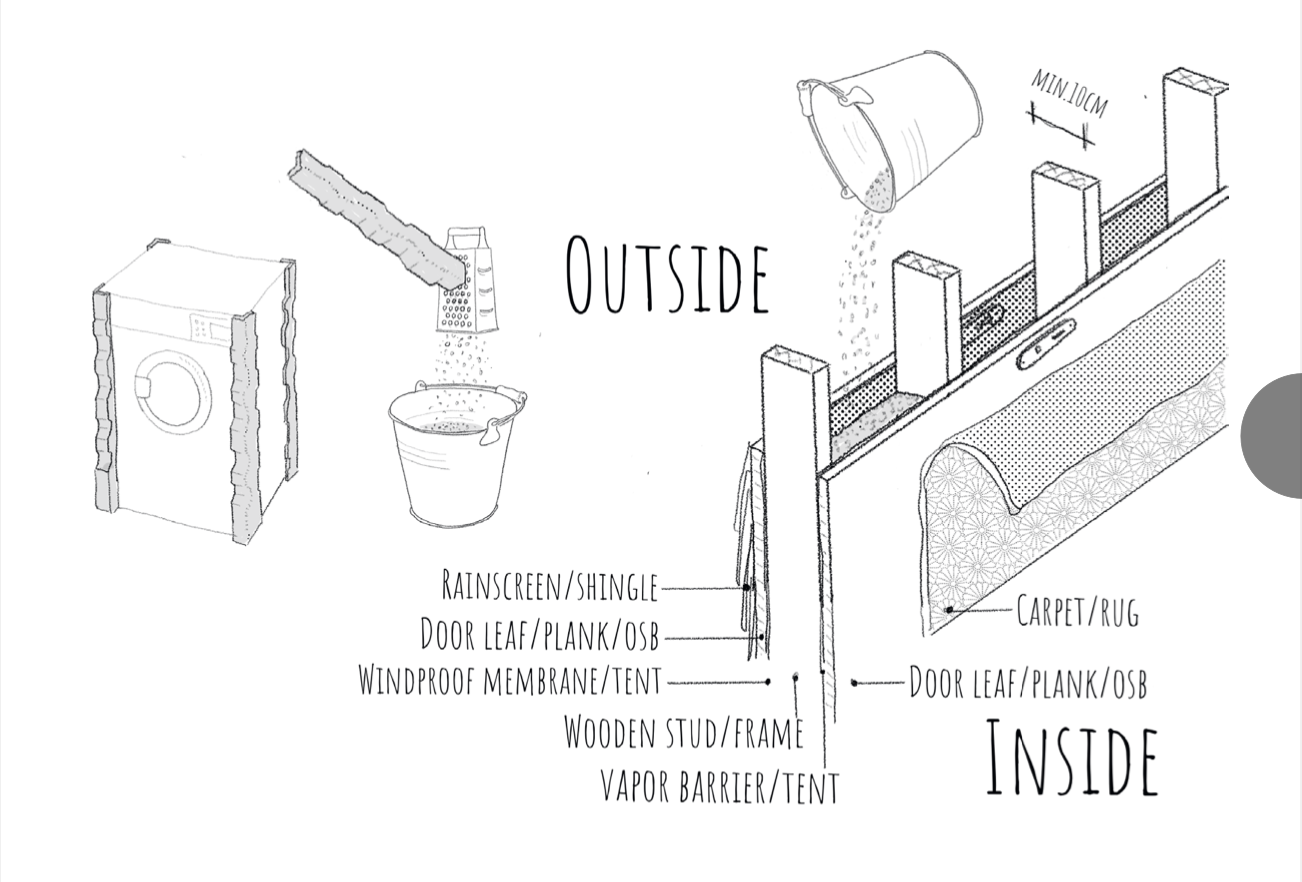 MIN.10CM
OUTSIDE
RAINSCREEN/SHINGLE
DOOR LEAF/PLANK/OSB
WINDPROOF MEMBRANE/TENT
WOODEN STUD/FRAME
VAPOR BARRIER/TENT
CARPET/RUG
DOOR LEAF/PLANK/OSB
INSIDE